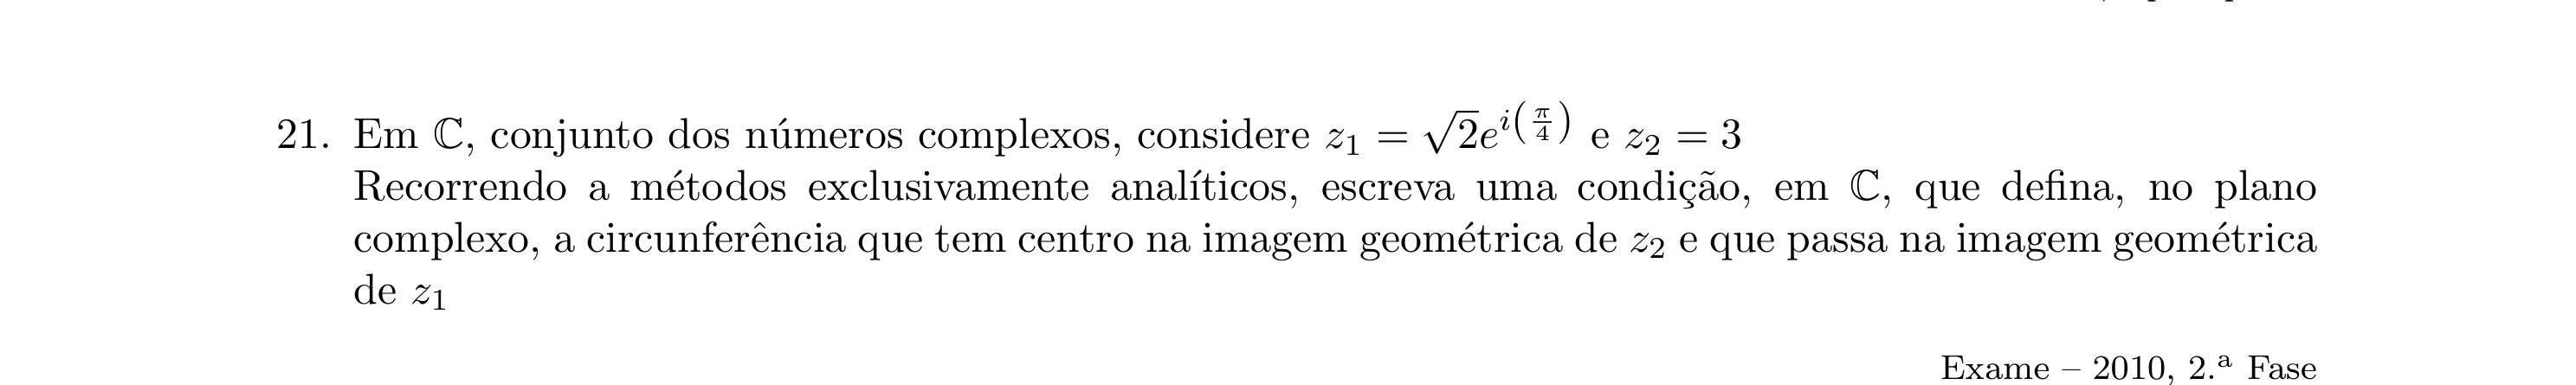 21. Em ℂ, conjunto dos números complexos, considere z₁ = √2e^{i(π/4)} e z₂ = 3
Recorrendo a métodos exclusivamente analíticos, escreva uma condição, em ℂ, que defina, no plano
complexo, a circunferência que tem centro na imagem geométrica de z₂ e que passa na imagem geométrica
de z₁
Exame – 2010, 2.ª Fase